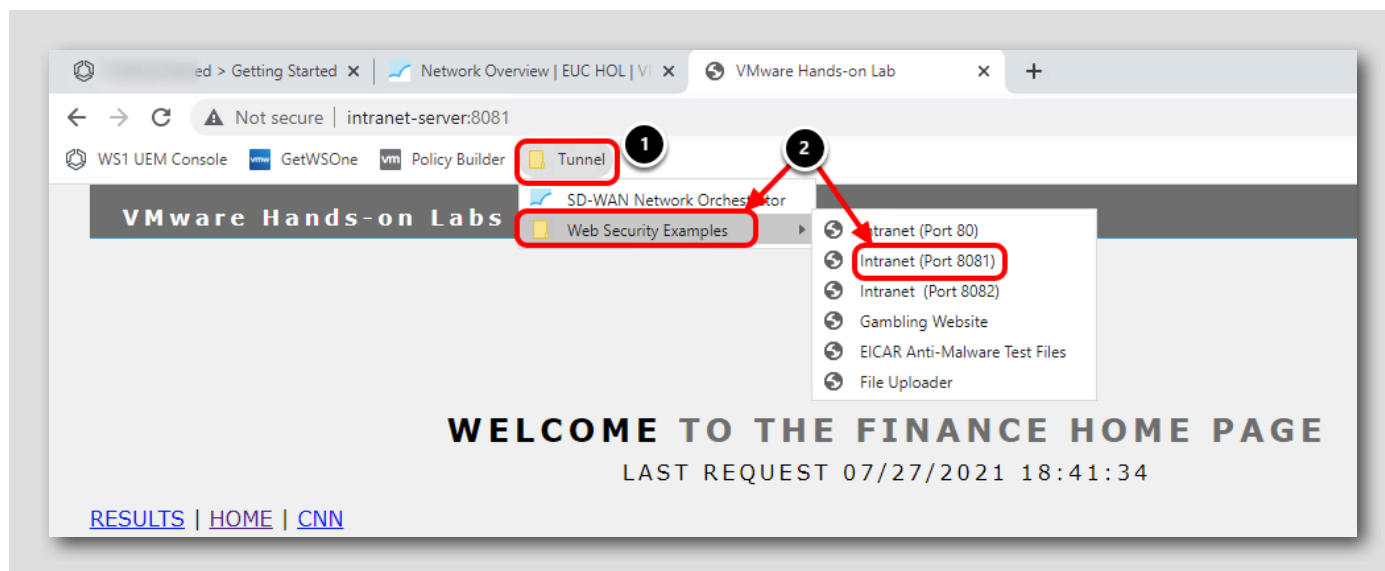 ed > Getting Started
Network Overview | EUC HOL | V
VMware Hands-on Lab
Not secure | intranet-server:8081
WS1 UEM Console
vmw GetWSOne
vm Policy Builder
Tunnel
1
2
SD-WAN Network Orchestrator
VMware Hands-on Labs
Web Security Examples
Intranet (Port 80)
Intranet (Port 8081)
Intranet (Port 8082)
Gambling Website
EICAR Anti-Malware Test Files
File Uploader
WELCOME TO THE FINANCE HOME PAGE
LAST REQUEST 07/27/2021 18:41:34
RESULTS | HOME | CNN